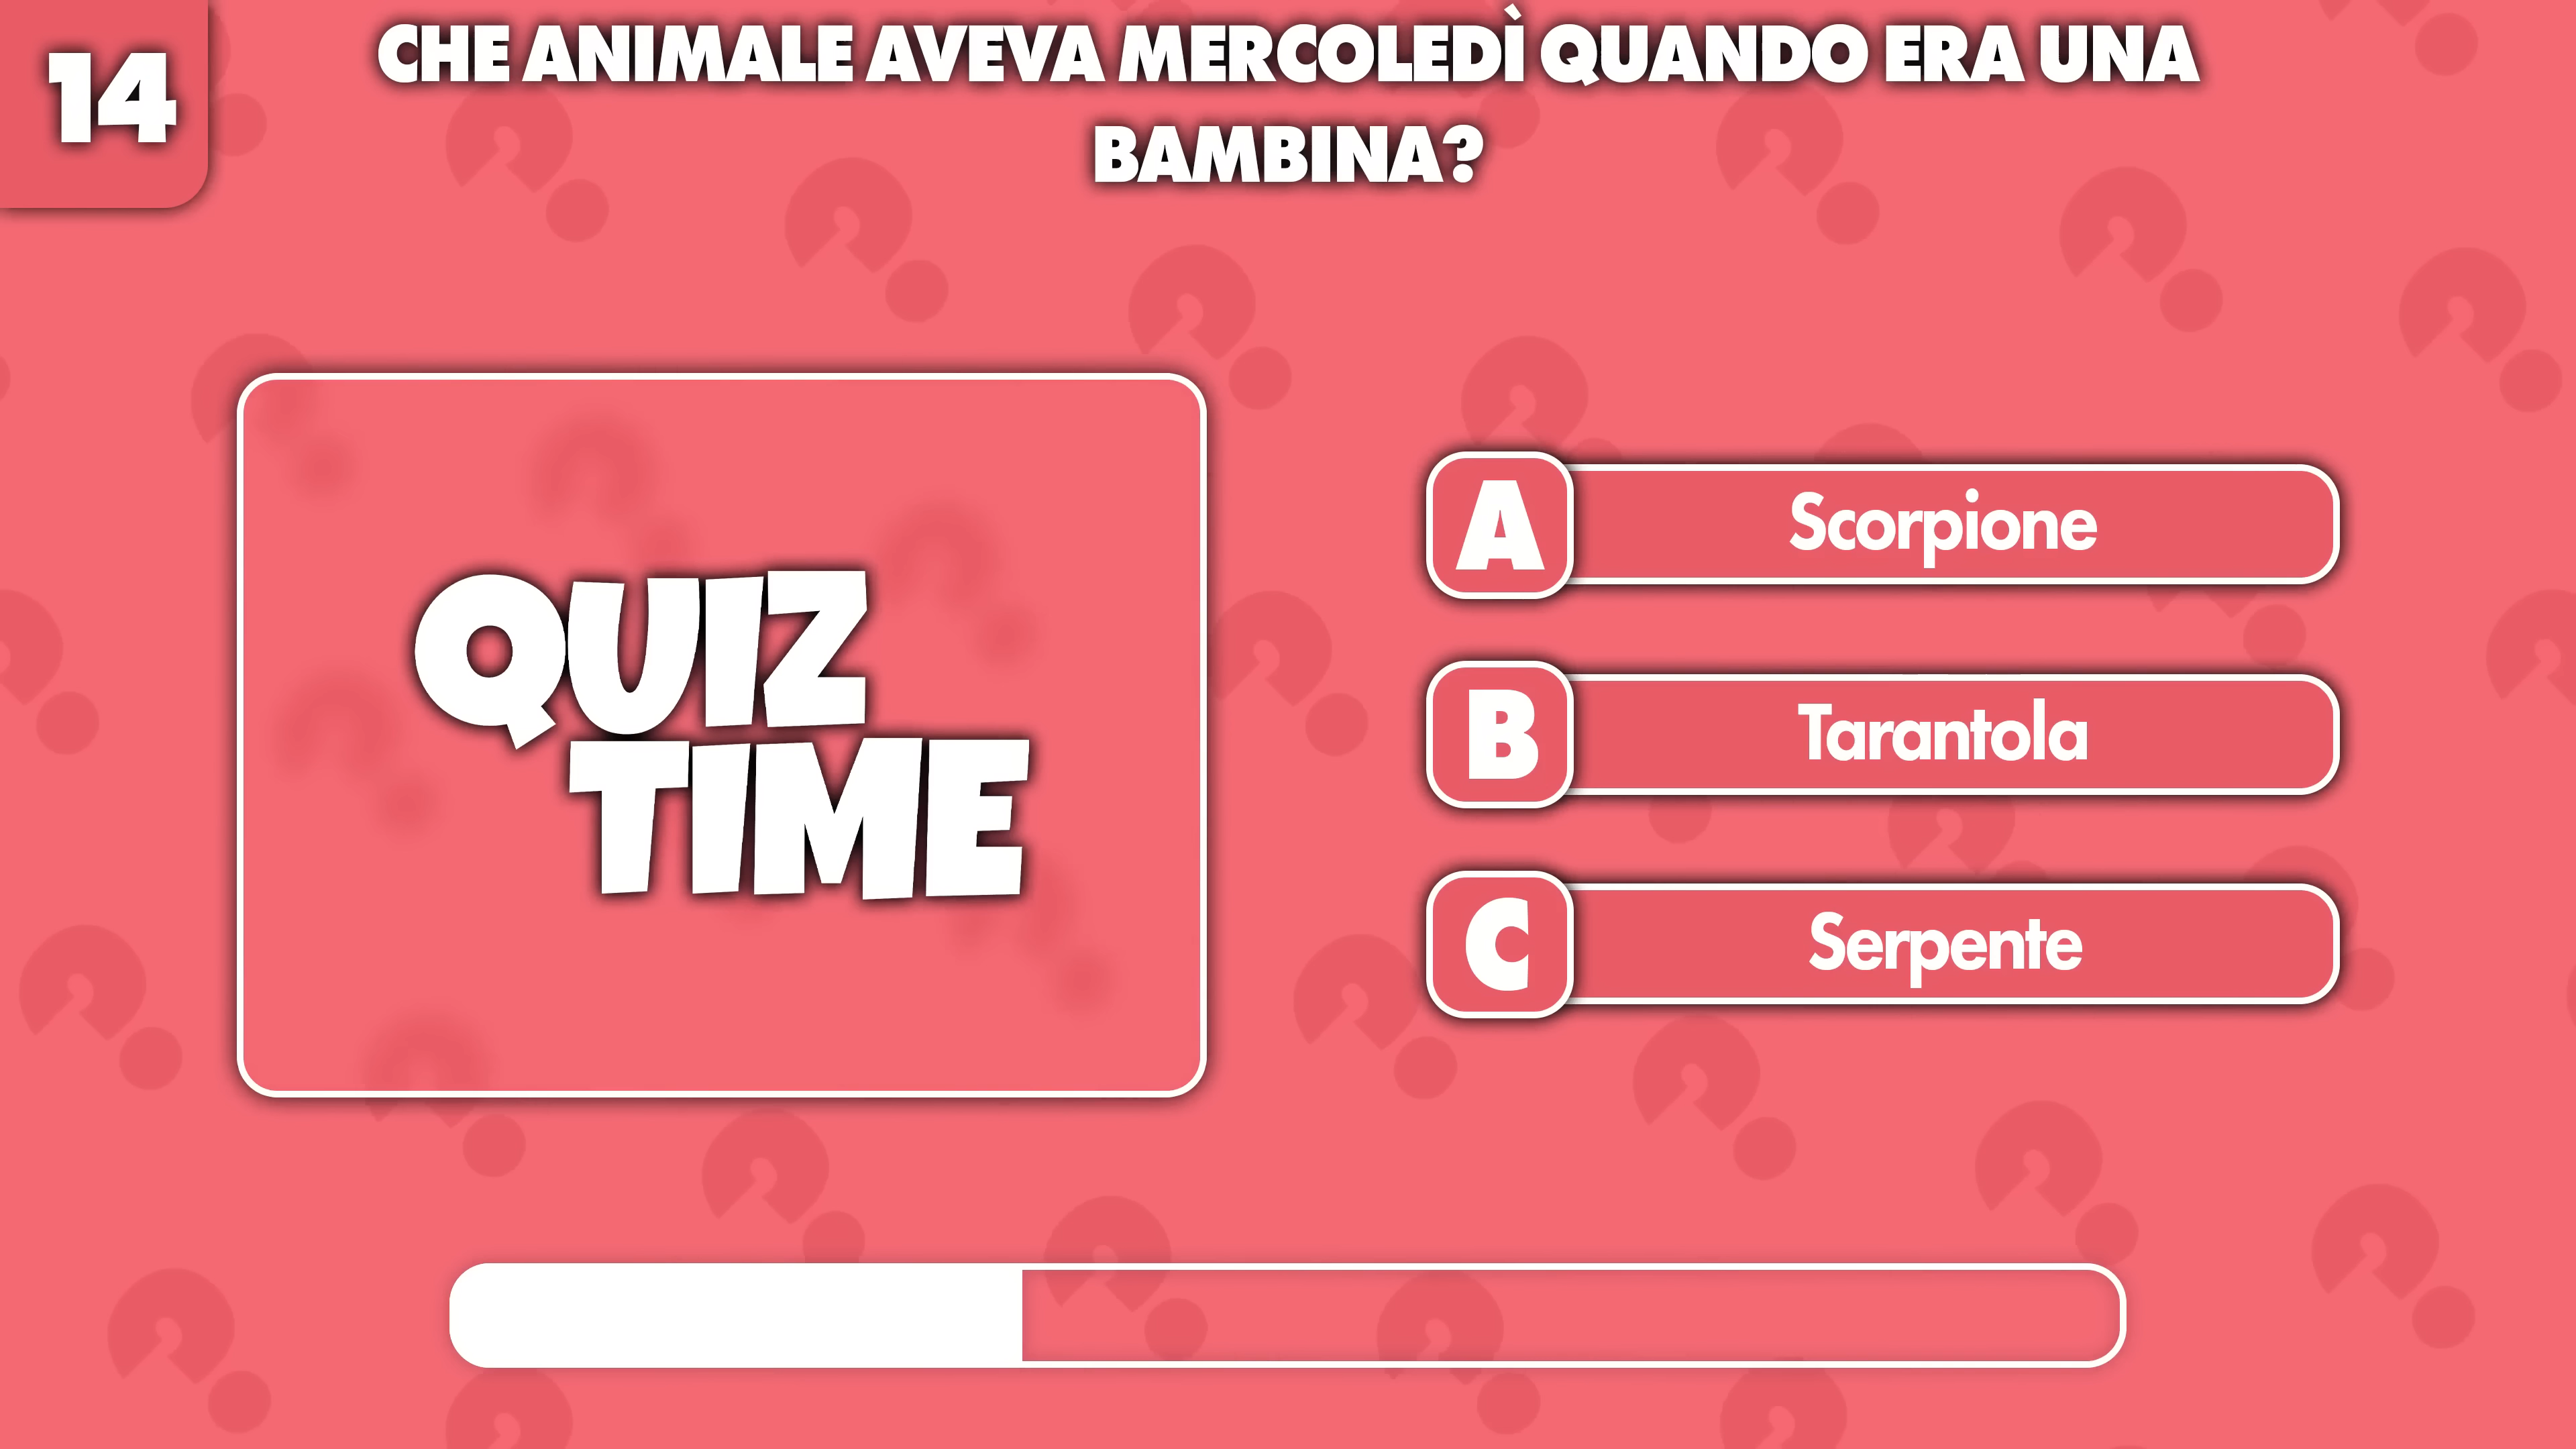 14
CHE ANIMALE AVEVA MERCOLEDÌ QUANDO ERA UNA
BAMBINA?
QUIZ
TIME
A
Scorpione
B
Tarantola
C
Serpente